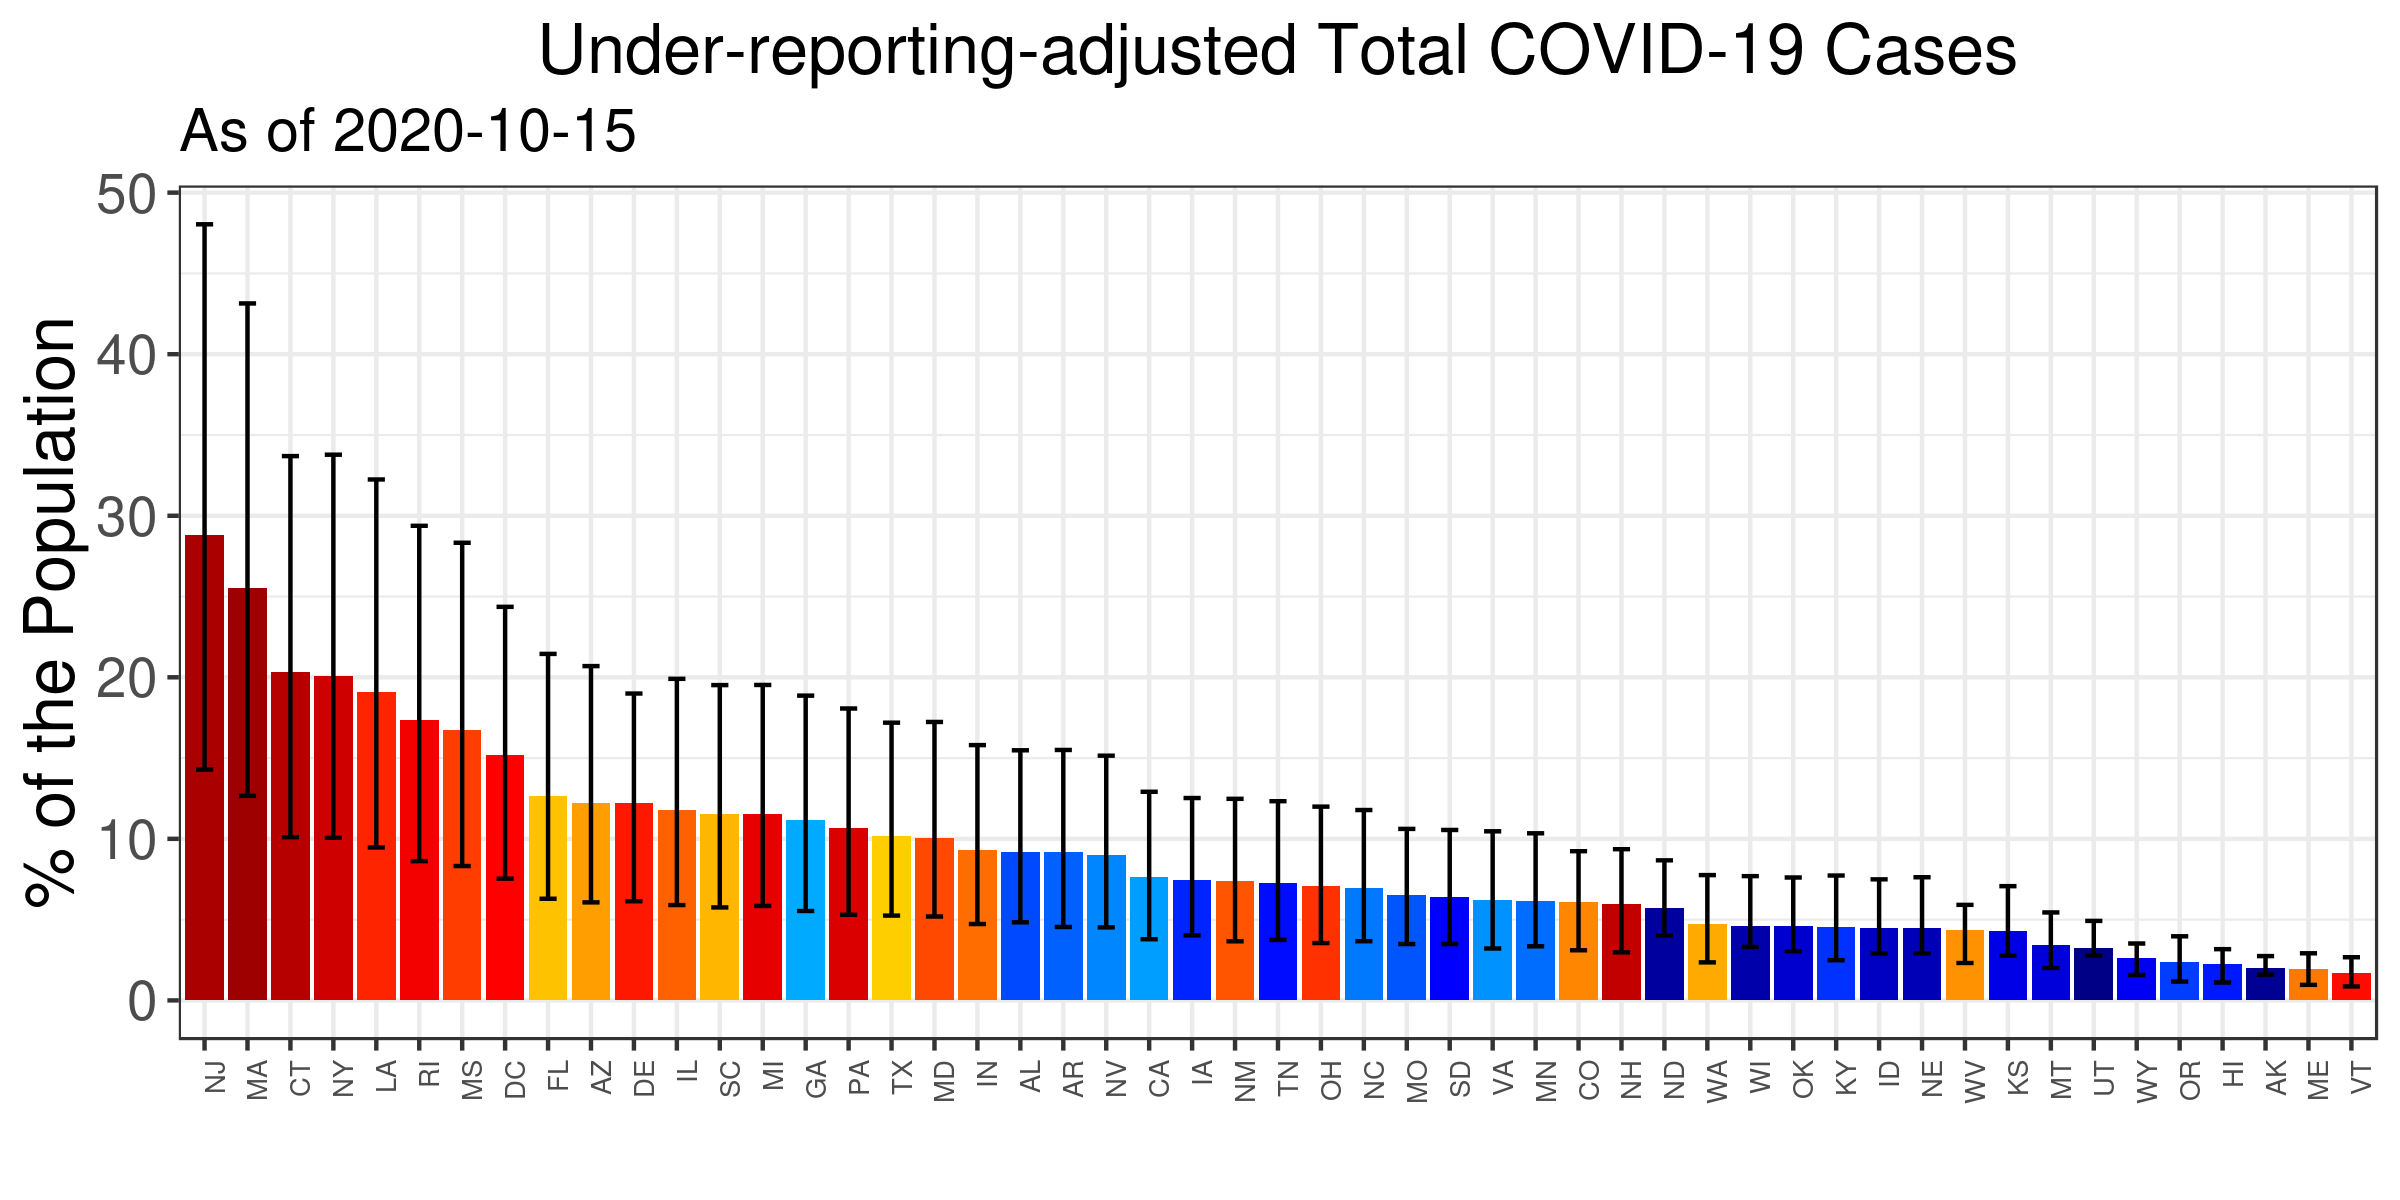 Under-reporting-adjusted Total COVID-19 Cases
As of 2020-10-15
% of the Population
50
40
30
20
10
0
NJ MA CT NY LA RI MS DC FL AZ DE IL SC MI GA PA TX MD IN AL AR NV CA IA NM TN OH NC MO SD VA MN CO NH ND WA WI OK KY ID NE WV KS MT UT WY OR HI AK ME VT